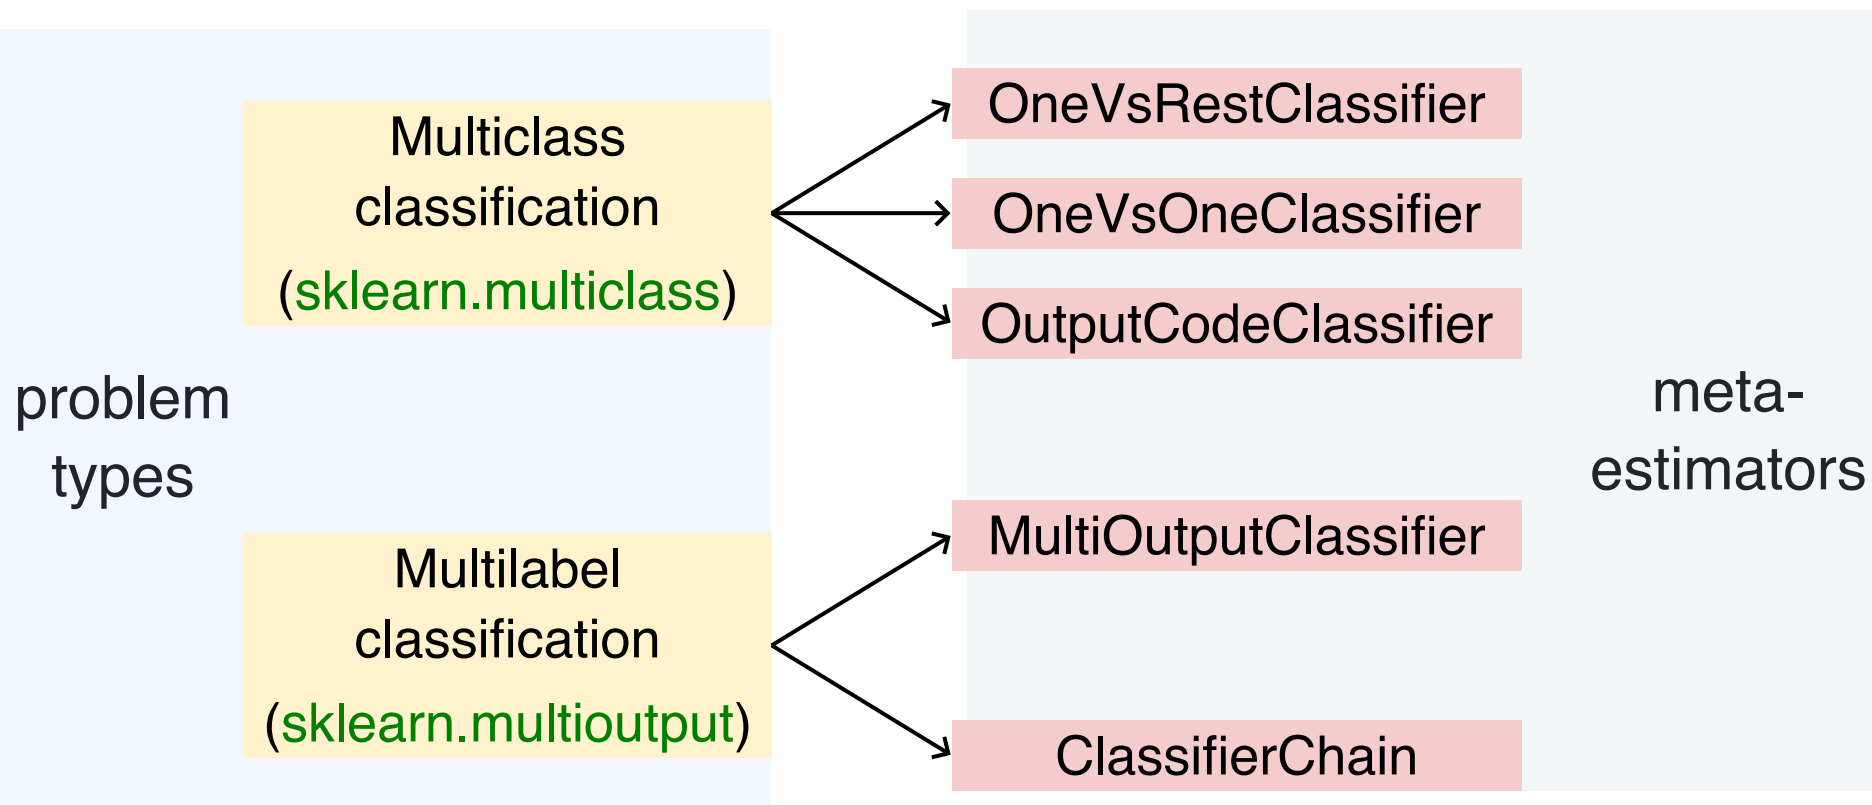 problem
types
Multiclass
classification
(sklearn.multiclass)
Multilabel
classification
(sklearn.multioutput)
OneVsRestClassifier
OneVsOneClassifier
OutputCodeClassifier
MultiOutputClassifier
ClassifierChain
meta-
estimators